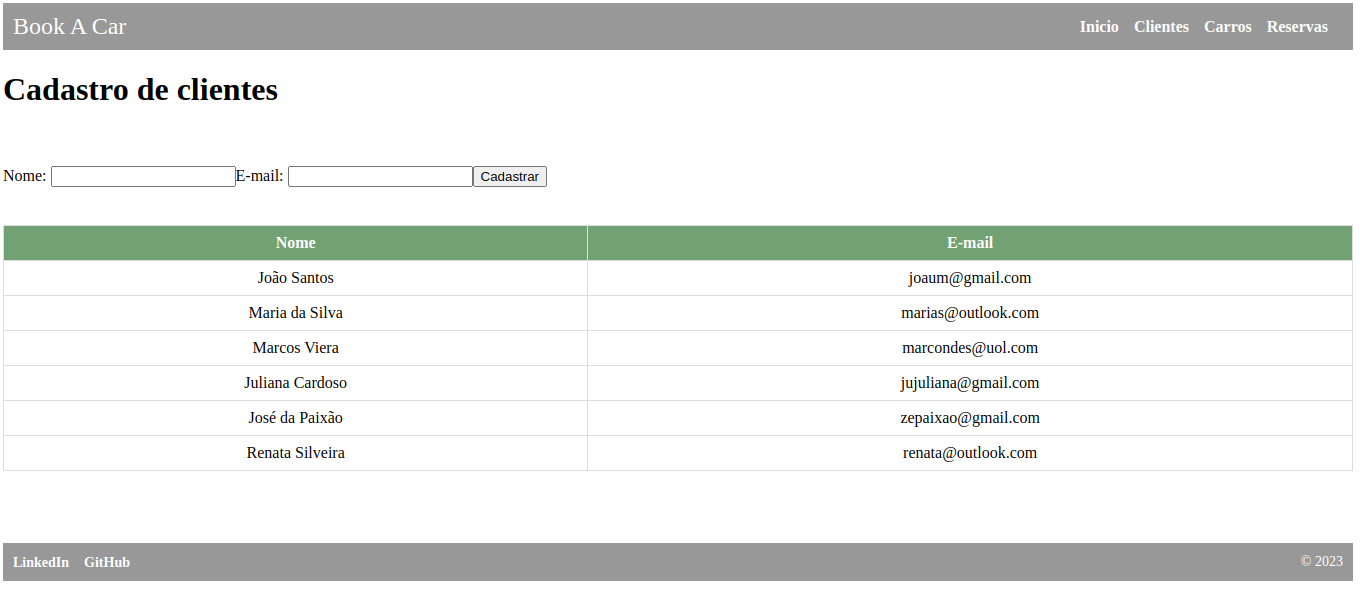 Book A Car Inicio Clientes Carros Reservas
Cadastro de clientes
Nome: E-mail: Cadastrar
Nome E-mail
João Santos joaum@gmail.com
Maria da Silva marias@outlook.com
Marcos Viera marcondes@uol.com
Juliana Cardoso jujuliana@gmail.com
José da Paixão zepaixao@gmail.com
Renata Silveira renata@outlook.com
LinkedIn GitHub © 2023